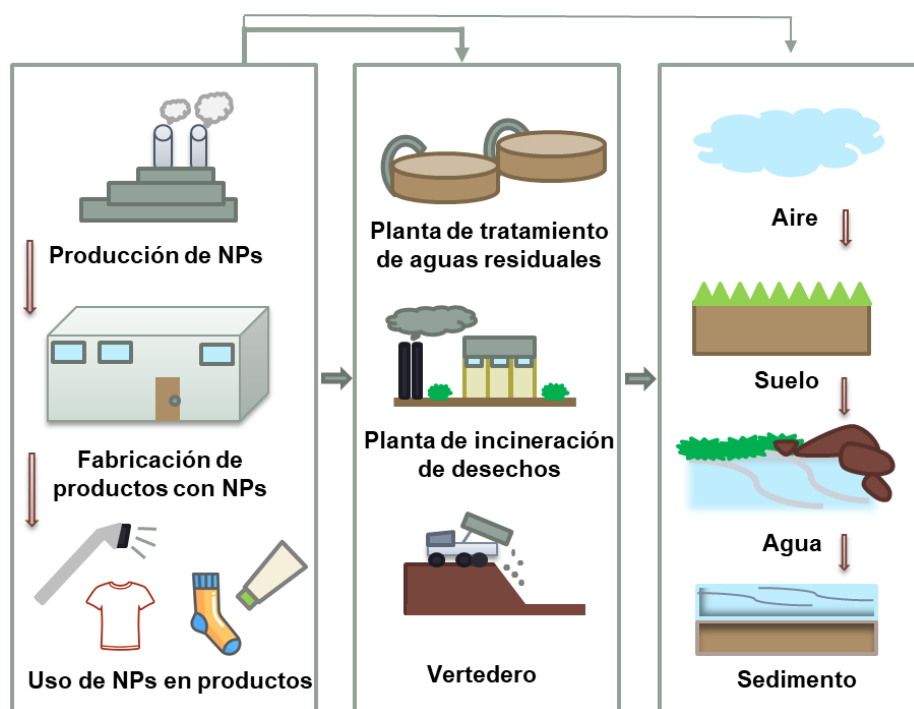 Producción de NPs
Fabricación de
productos con NPs
Uso de NPs en productos
Planta de tratamiento
de aguas residuales
Planta de incineración
de desechos
Vertedero
Aire
Suelo
Agua
Sedimento